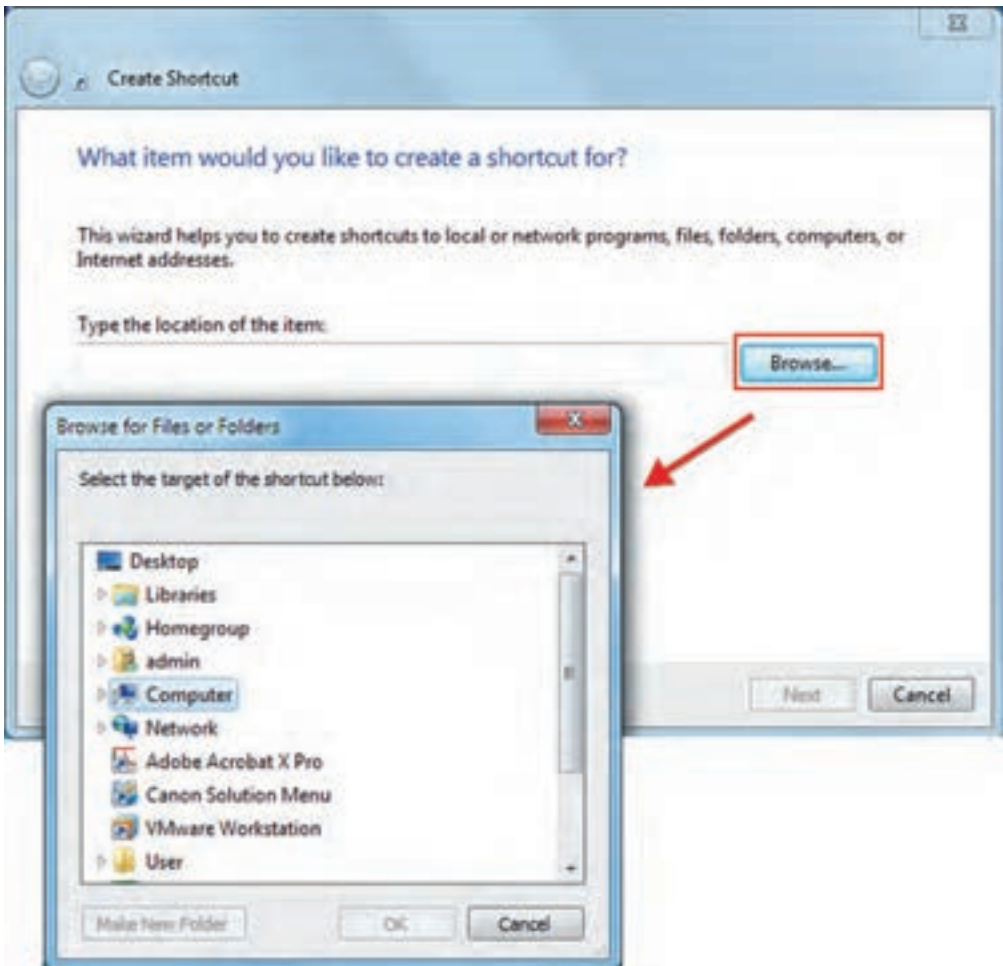 Create Shortcut
What item would you like to create a shortcut for?
This wizard helps you to create shortcuts to local or network programs, files, folders, computers, or
Internet addresses.
Type the location of the item:
Browse...
Browse for Files or Folders
Select the target of the shortcut below:
Desktop
Libraries
Homegroup
admin
Computer
Network
Adobe Acrobat X Pro
Canon Solution Menu
VMware Workstation
User
Make New Folder
OK
Cancel
Next
Cancel